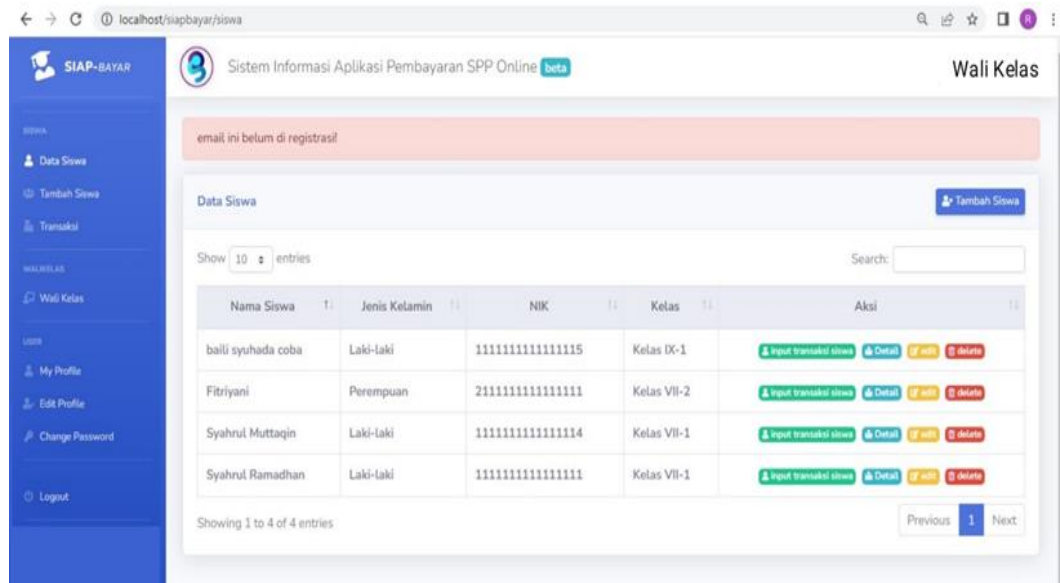 localhost/siapbayar/siswa
R
SIAP-BAYAR
Sistem Informasi Aplikasi Pembayaran SPP Online beta
Wali Kelas
SISWA
Data Siswa
Tambah Siswa
Transaksi
WALIKELAS
Wali Kelas
USER
My Profile
Edit Profile
Change Password
Logout
email ini belum di registrasi!
Data Siswa
Tambah Siswa
Show 10 entries
Search:
Nama Siswa Jenis Kelamin NIK Kelas Aksi
baili syuhada coba Laki-laki 1111111111111115 Kelas IX-1 input transaksi siswa Detail edit delete
Fitriyani Perempuan 2111111111111111 Kelas VII-2 input transaksi siswa Detail edit delete
Syahrul Muttaqin Laki-laki 1111111111111114 Kelas VII-1 input transaksi siswa Detail edit delete
Syahrul Ramadhan Laki-laki 1111111111111111 Kelas VII-1 input transaksi siswa Detail edit delete
Showing 1 to 4 of 4 entries
Previous 1 Next